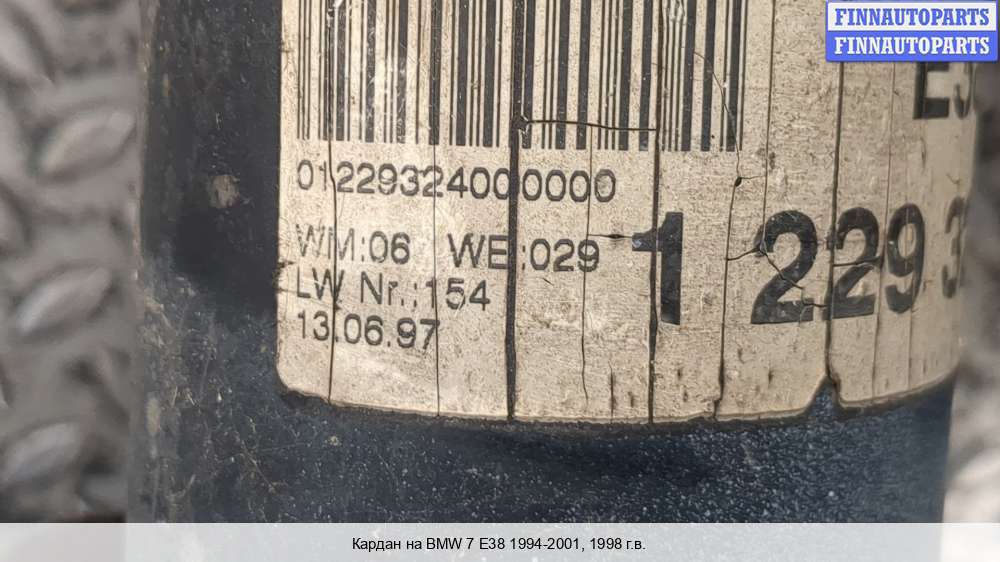 FINNAUTOPARTS
FINNAUTOPARTS
01229324000000
WM:06 WE:029
LW Nr.:154
13.06.97
1 229
Кардан на BMW 7 E38 1994-2001, 1998 г.в.